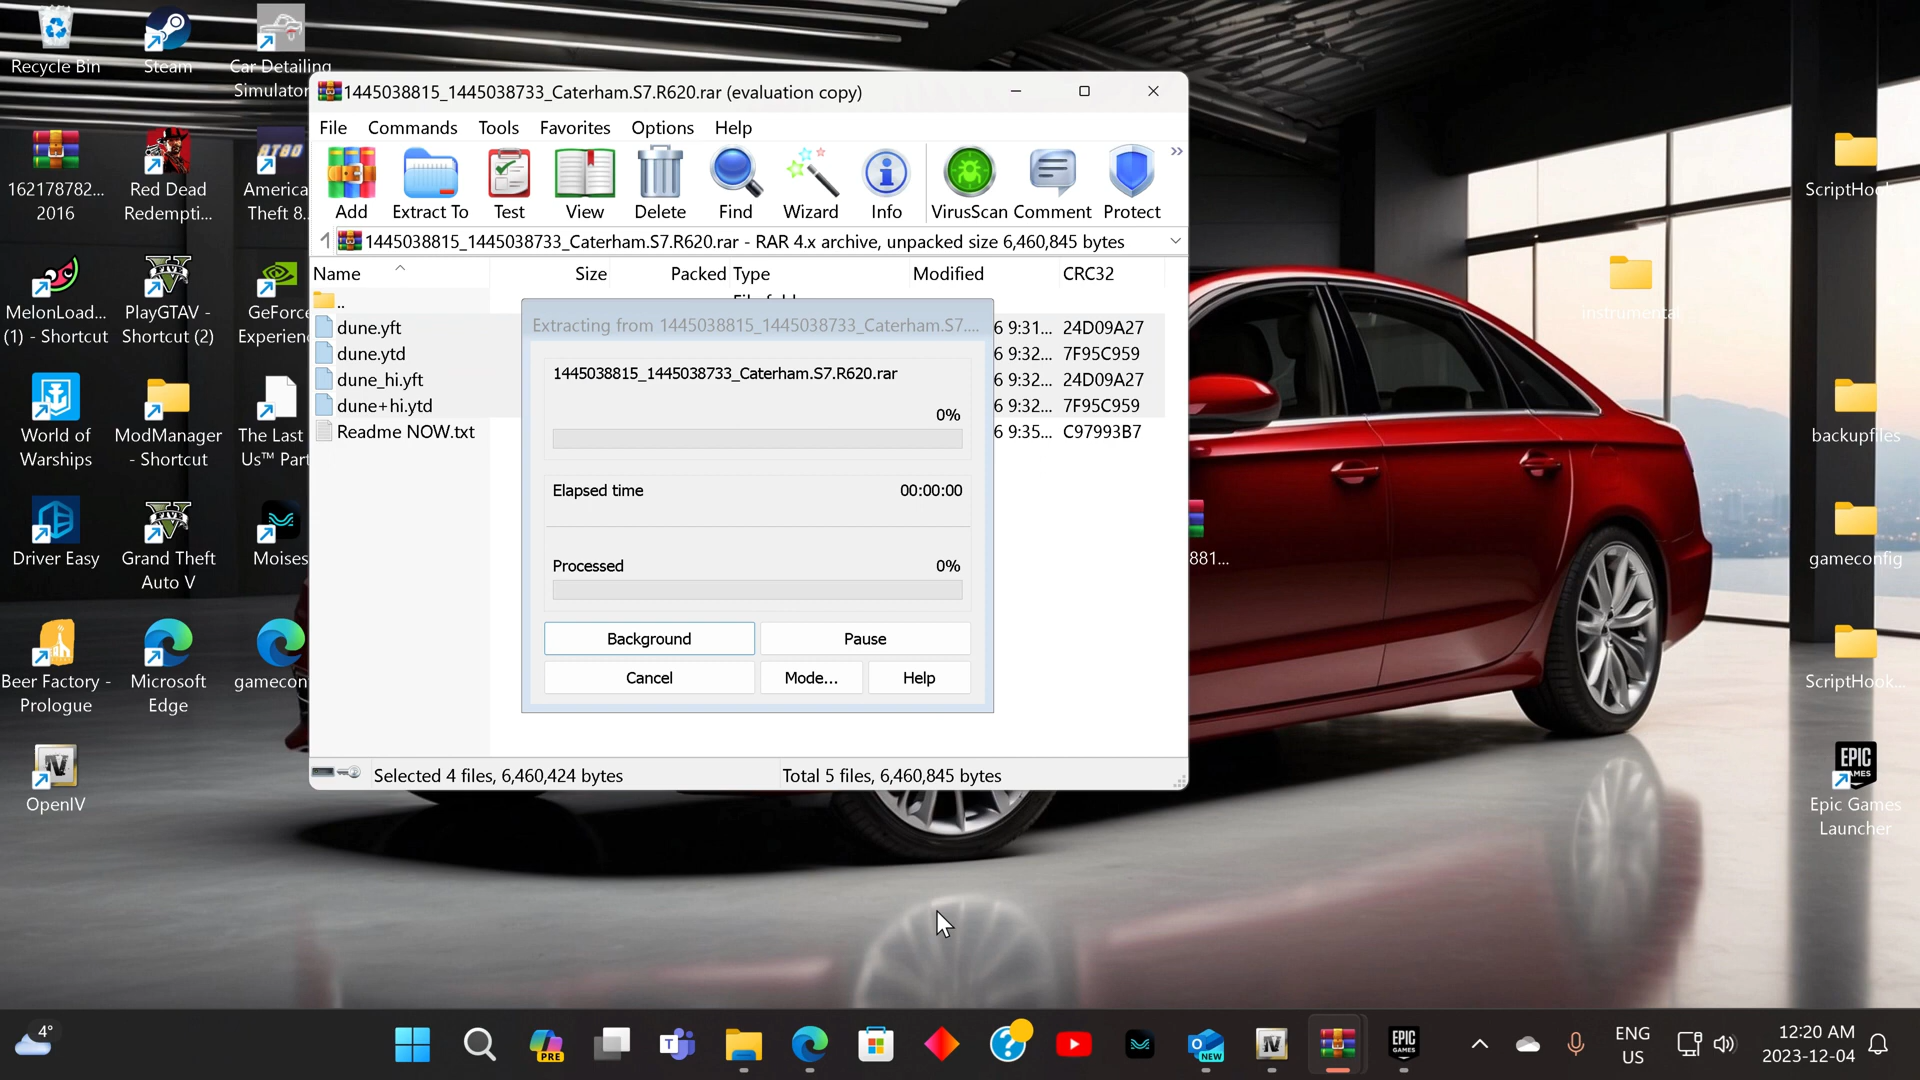 Recycle Bin
Steam
Car Detailing
Simulator
162178782...
2016
Red Dead
Redempti...
America
Theft 8.
MelonLoad...
(1) - Shortcut
PlayGTAV -
Shortcut (2)
GeForce
Experien
World of
Warships
ModManager
- Shortcut
The Last
Us™ Part
Driver Easy
Grand Theft
Auto V
Moises
Beer Factory -
Prologue
Microsoft
Edge
gamecon
OpenIV
1445038815_1445038733_Caterham.S7.R620.rar (evaluation copy)
File Commands Tools Favorites Options Help
Add Extract To Test View Delete Find Wizard Info VirusScan Comment Protect
1445038815_1445038733_Caterham.S7.R620.rar - RAR 4.x archive, unpacked size 6,460,845 bytes
Name Size Packed Type Modified CRC32
..
dune.yft 6 9:31... 24D09A27
dune.ytd 6 9:32... 7F95C959
dune_hi.yft 6 9:32... 24D09A27
dune+hi.ytd 6 9:32... 7F95C959
Readme NOW.txt 6 9:35... C97993B7
Extracting from 1445038815_1445038733_Caterham.S7....
1445038815_1445038733_Caterham.S7.R620.rar
0%
Elapsed time 00:00:00
Processed 0%
Background Pause
Cancel Mode... Help
Selected 4 files, 6,460,424 bytes Total 5 files, 6,460,845 bytes
881...
ScriptHoo
instrumental
backupfiles
gameconfig
ScriptHook...
EPIC
GAMES
Epic Games
Launcher
4°
PRE
NEW
EPIC
GAMES
ENG
US
12:20 AM
2023-12-04